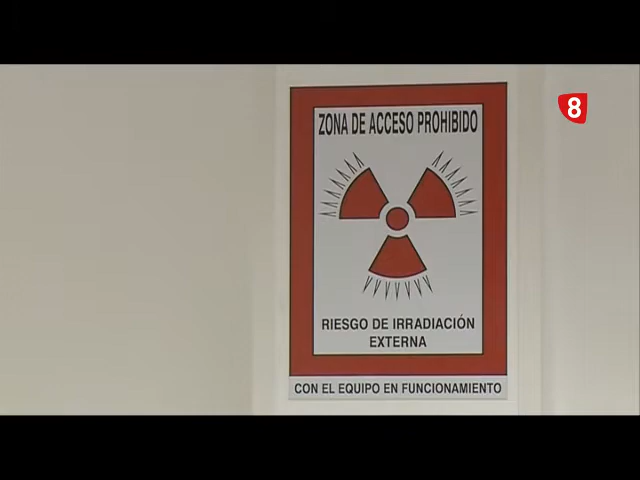 ZONA DE ACCESO PROHIBIDO
8
RIESGO DE IRRADIACIÓN
EXTERNA
CON EL EQUIPO EN FUNCIONAMIENTO